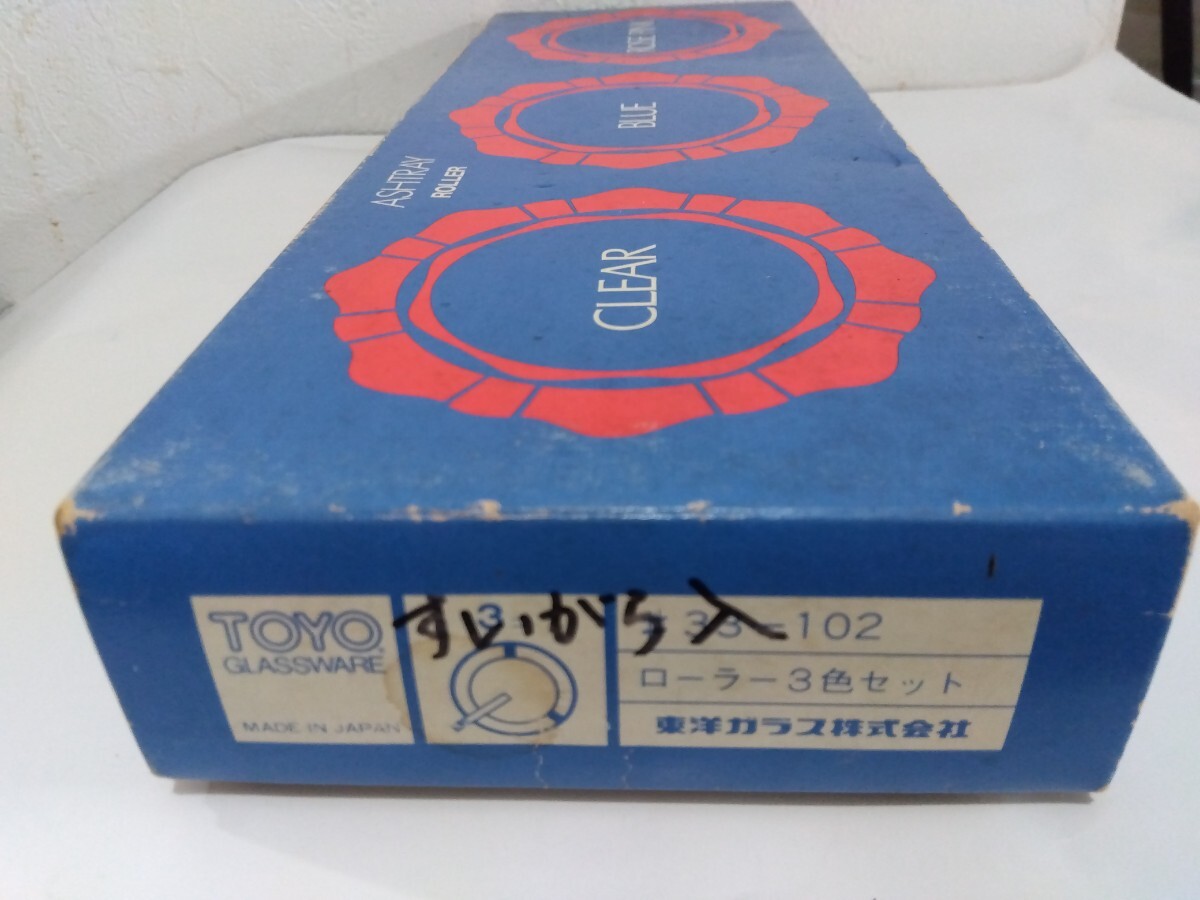 ROSE PINK
BLUE
ASHTRAY
ROLLER
CLEAR
TOYO
GLASSWARE
MADE IN JAPAN
3
すいがら入
#33-102
ローラー3色セット
東洋ガラス株式会社